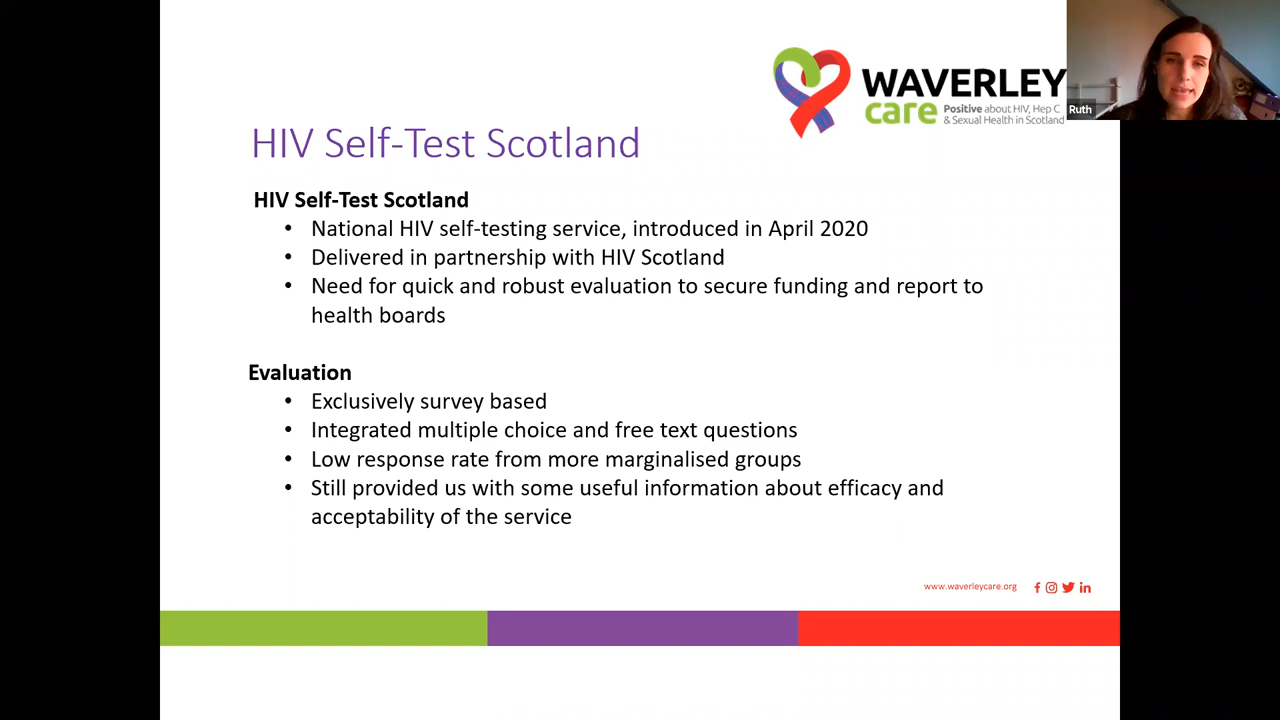 WAVERLEY
care Positive about HIV, Hep C
& Sexual Health in Scotland
Ruth
HIV Self-Test Scotland
HIV Self-Test Scotland
• National HIV self-testing service, introduced in April 2020
• Delivered in partnership with HIV Scotland
• Need for quick and robust evaluation to secure funding and report to
health boards
Evaluation
• Exclusively survey based
• Integrated multiple choice and free text questions
• Low response rate from more marginalised groups
• Still provided us with some useful information about efficacy and
acceptability of the service
www.waverleycare.org